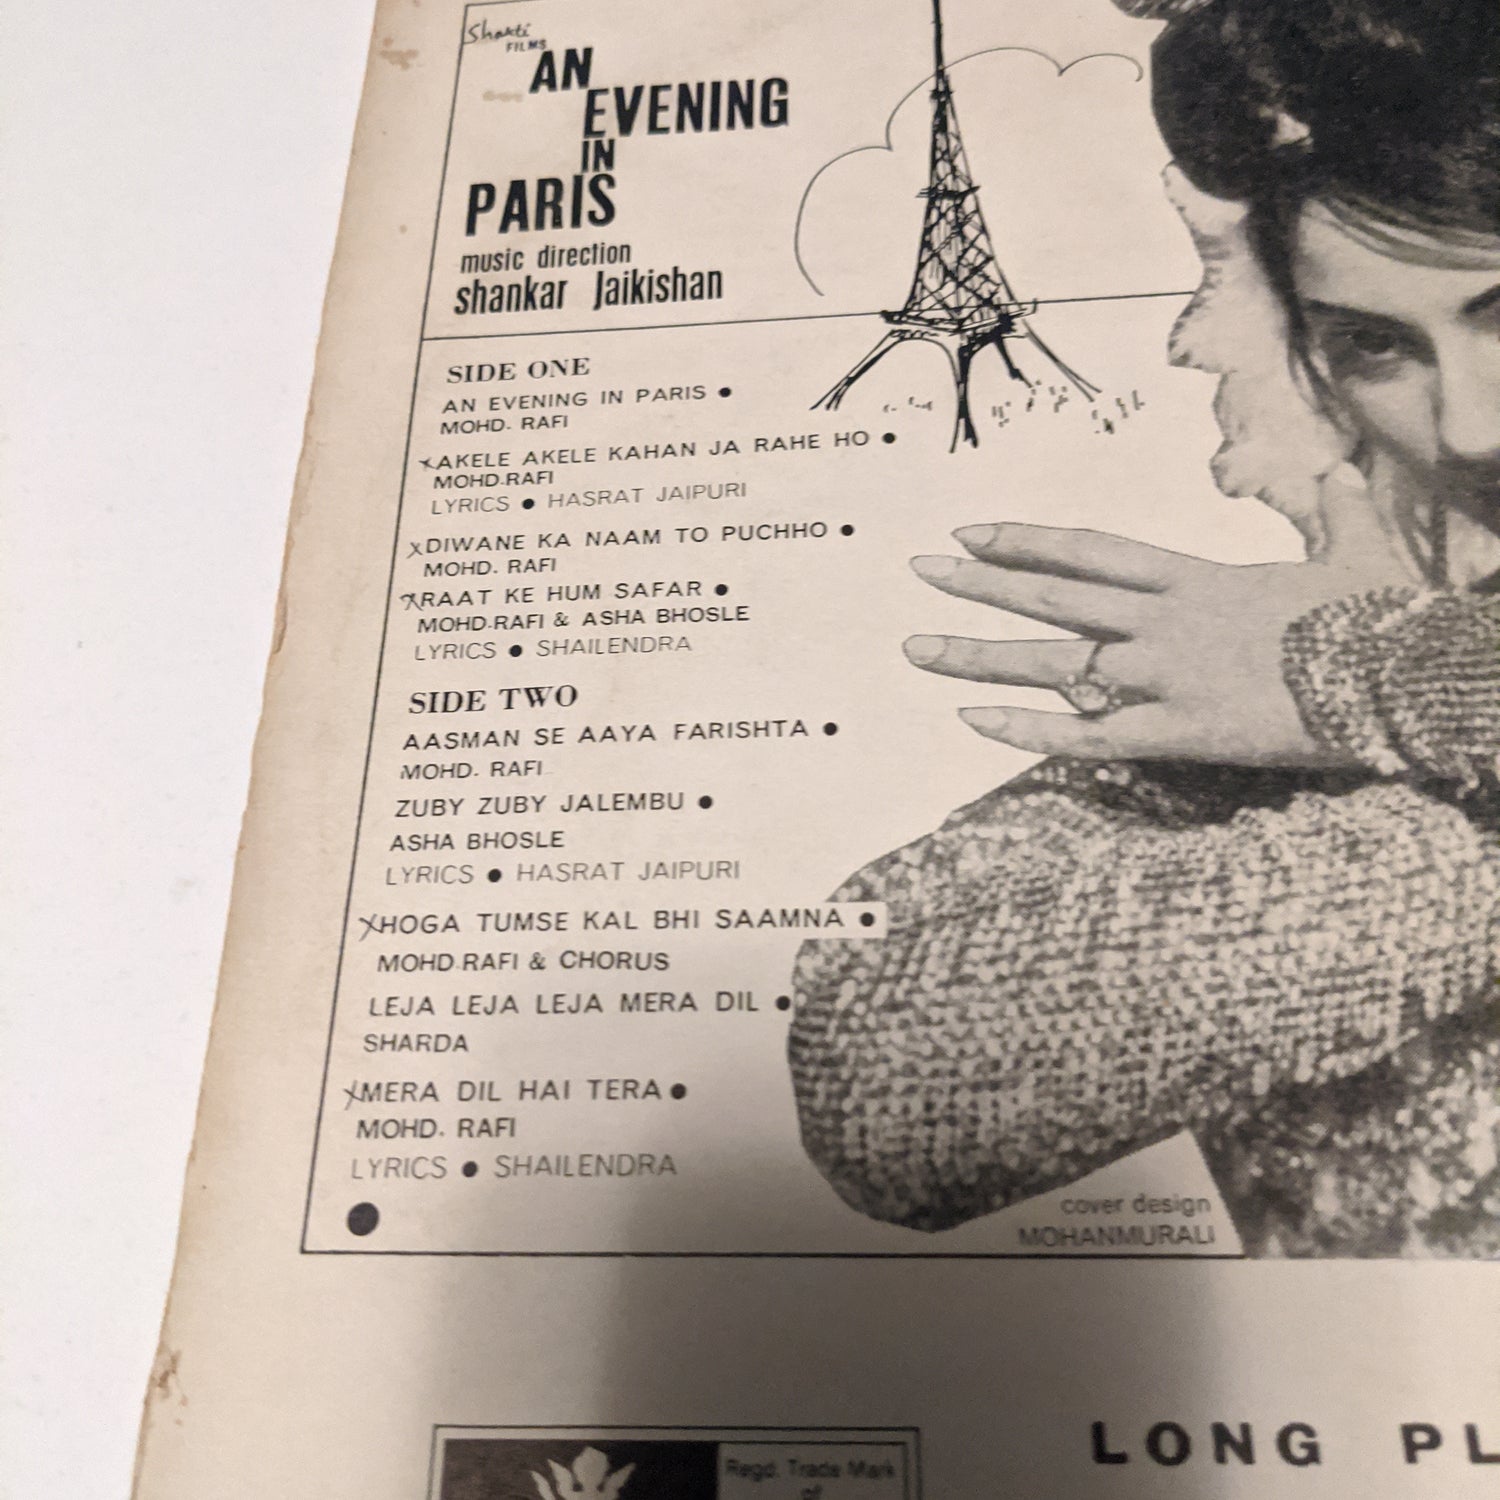 Shakti
FILMS
AN
EVENING
IN
PARIS
music direction
shankar Jaikishan
SIDE ONE
AN EVENING IN PARIS ●
MOHD. RAFI
xAKELE AKELE KAHAN JA RAHE HO ●
MOHD.RAFI
LYRICS ● HASRAT JAIPURI
xDIWANE KA NAAM TO PUCHHO ●
MOHD. RAFI
xRAAT KE HUM SAFAR ●
MOHD.RAFI & ASHA BHOSLE
LYRICS ● SHAILENDRA
SIDE TWO
AASMAN SE AAYA FARISHTA ●
MOHD. RAFI
ZUBY ZUBY JALEMBU ●
ASHA BHOSLE
LYRICS ● HASRAT JAIPURI
xHOGA TUMSE KAL BHI SAAMNA ●
MOHD.RAFI & CHORUS
LEJA LEJA LEJA MERA DIL ●
SHARDA
xMERA DIL HAI TERA ●
MOHD. RAFI
LYRICS ● SHAILENDRA
cover design
MOHANMURALI
LONG PL
Regd. Trade Mark
of